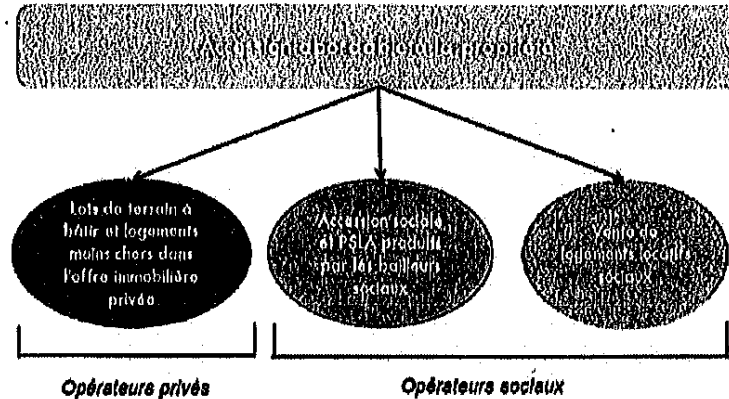 Accession abordable à la propriété
Lots de terrain à
bâtir et logements
moins chers dans
l'offre immobilière
privée
Accession sociale
et PSLA produits
par les bailleurs
sociaux
Vente de
logements locatifs
sociaux
Opérateurs privés
Opérateurs sociaux